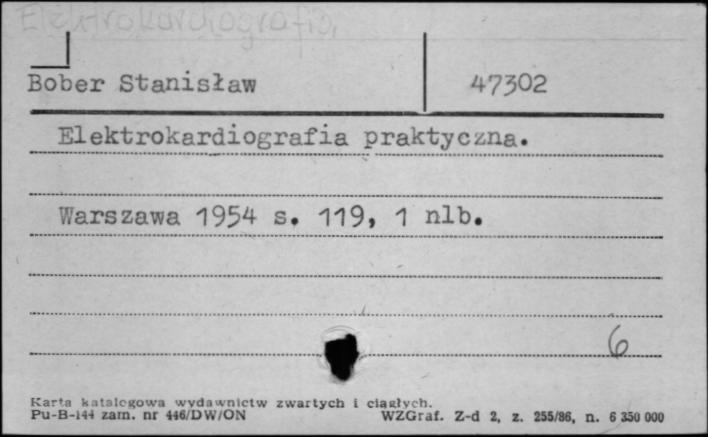 Elektrokardiografia,
Bober Stanisław 47302
Elektrokardiografia praktyczna.
Warszawa 1954 s. 119, 1 nlb.
6
Karta katalogowa wydawnictw zwartych i ciągłych.
Pu-B-144 zam. nr 446/DW/ON WZGraf. Z-d 2, z. 255/86, n. 6 350 000